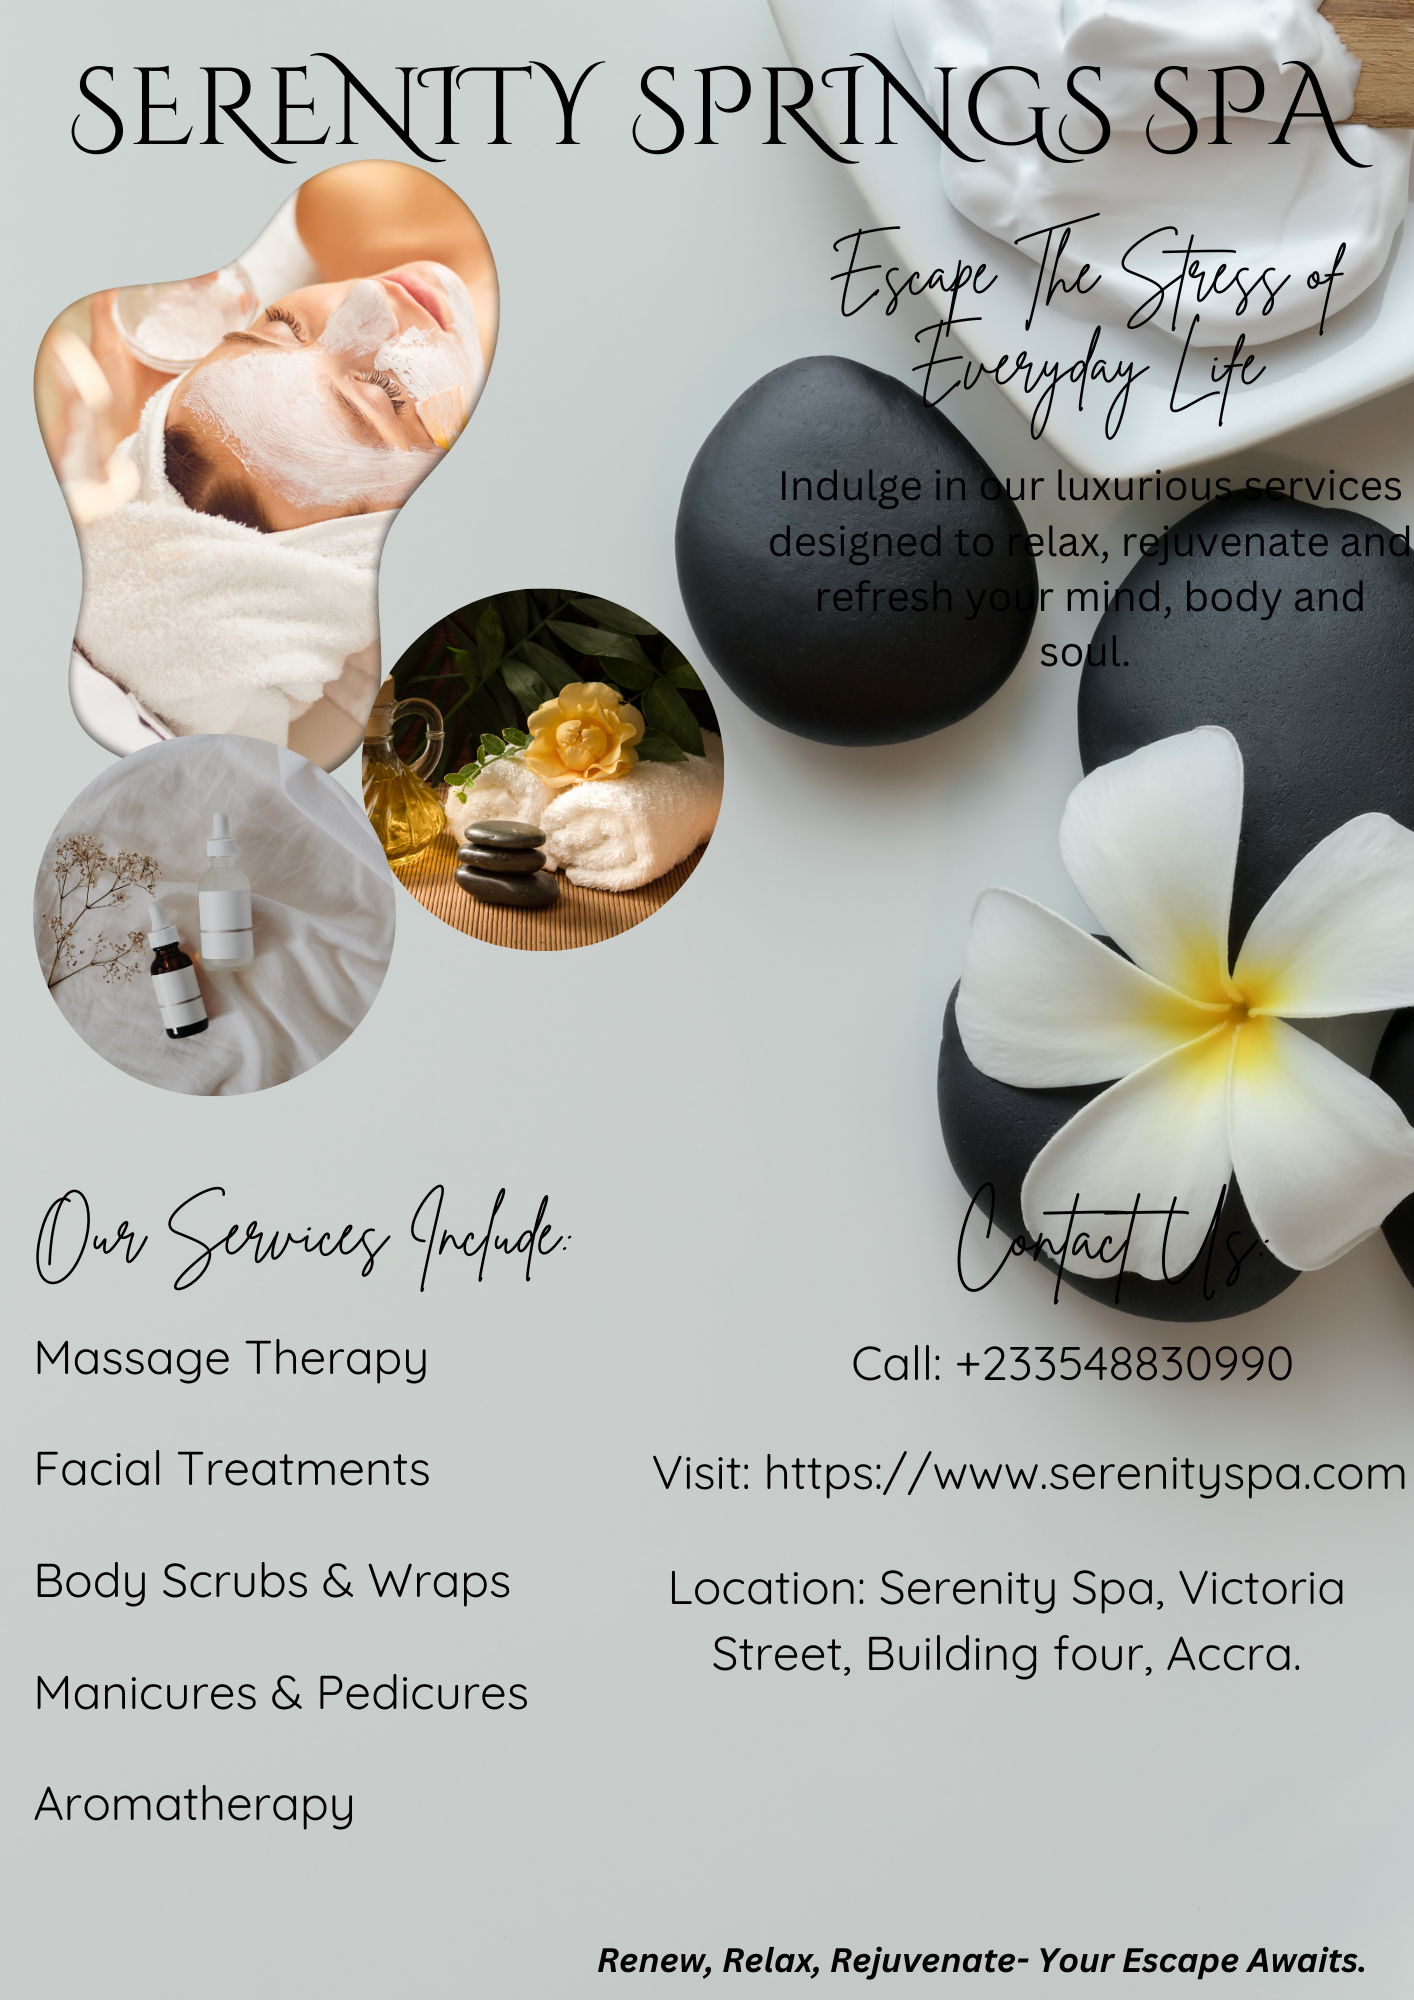 SERENITY SPRINGS SPA
Escape The Stress of
Everyday Life
Indulge in our luxurious services
designed to relax, rejuvenate and
refresh your mind, body and
soul.
Our Services Include:
Massage Therapy
Facial Treatments
Body Scrubs & Wraps
Manicures & Pedicures
Aromatherapy
Contact Us:
Call: +233548830990
Visit: https://www.serenityspa.com
Location: Serenity Spa, Victoria
Street, Building four, Accra.
Renew, Relax, Rejuvenate- Your Escape Awaits.